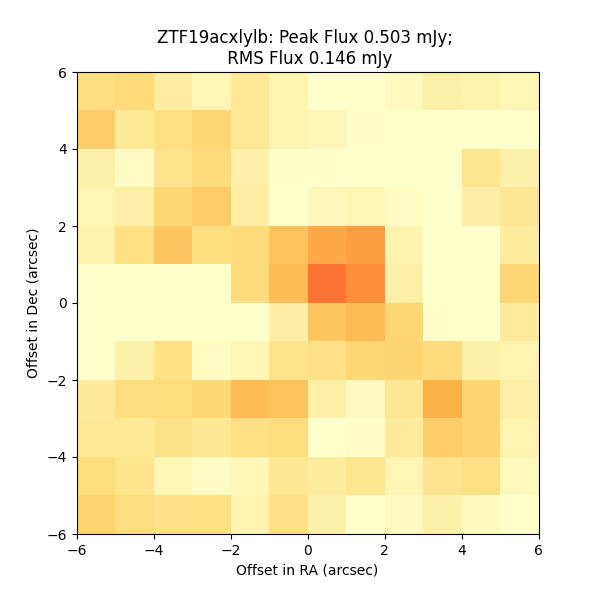 ZTF19acxlylb: Peak Flux 0.503 mJy;
RMS Flux 0.146 mJy
6
4
2
0
−2
−4
−6
Offset in Dec (arcsec)
−6 −4 −2 0 2 4 6
Offset in RA (arcsec)